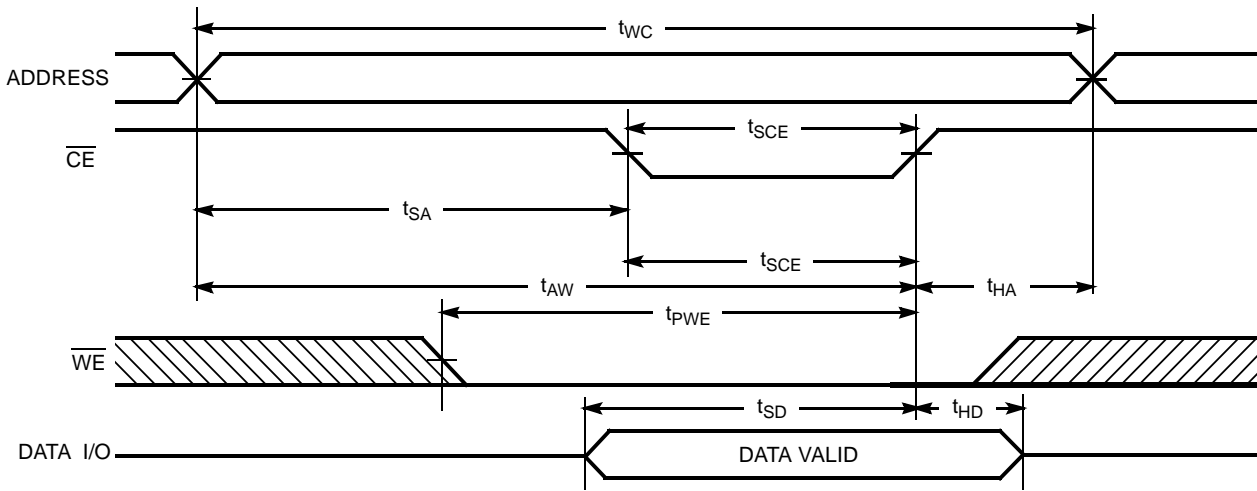 tWC
ADDRESS
tSCE
CE
tSA
tSCE
tAW
tHA
tPWE
WE
tSD
tHD
DATA I/O
DATA VALID